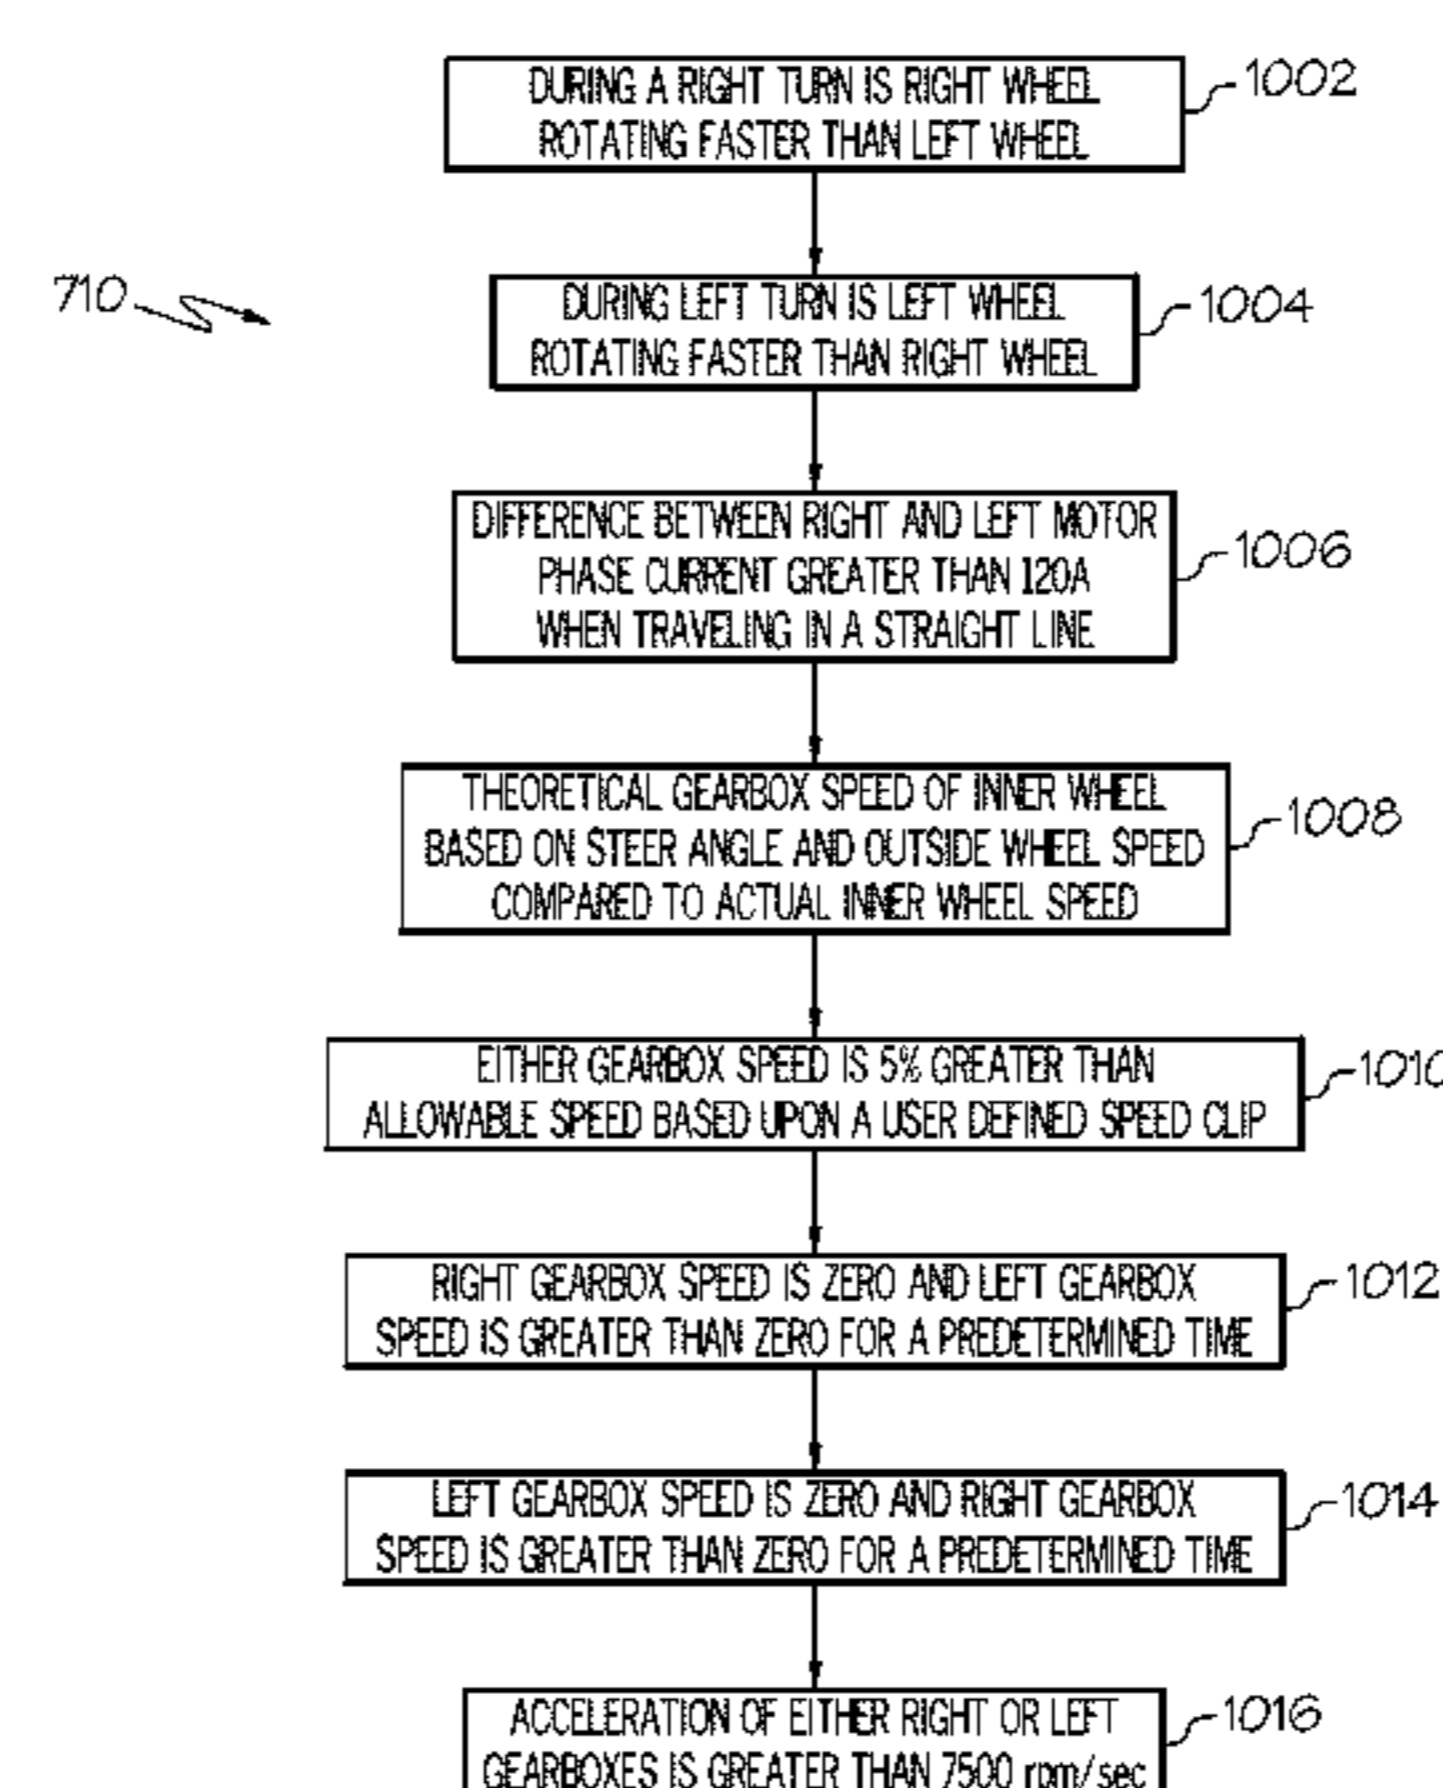 DURING A RIGHT TURN IS RIGHT WHEEL
ROTATING FASTER THAN LEFT WHEEL
1002
710
DURING LEFT TURN IS LEFT WHEEL
ROTATING FASTER THAN RIGHT WHEEL
1004
DIFFERENCE BETWEEN RIGHT AND LEFT MOTOR
PHASE CURRENT GREATER THAN 120A
WHEN TRAVELING IN A STRAIGHT LINE
1006
THEORETICAL GEARBOX SPEED OF INNER WHEEL
BASED ON STEER ANGLE AND OUTSIDE WHEEL SPEED
COMPARED TO ACTUAL INNER WHEEL SPEED
1008
EITHER GEARBOX SPEED IS 5% GREATER THAN
ALLOWABLE SPEED BASED UPON A USER DEFINED SPEED CLIP
1010
RIGHT GEARBOX SPEED IS ZERO AND LEFT GEARBOX
SPEED IS GREATER THAN ZERO FOR A PREDETERMINED TIME
1012
LEFT GEARBOX SPEED IS ZERO AND RIGHT GEARBOX
SPEED IS GREATER THAN ZERO FOR A PREDETERMINED TIME
1014
ACCELERATION OF EITHER RIGHT OR LEFT
GEARBOXES IS GREATER THAN 7500 rpm/sec
1016